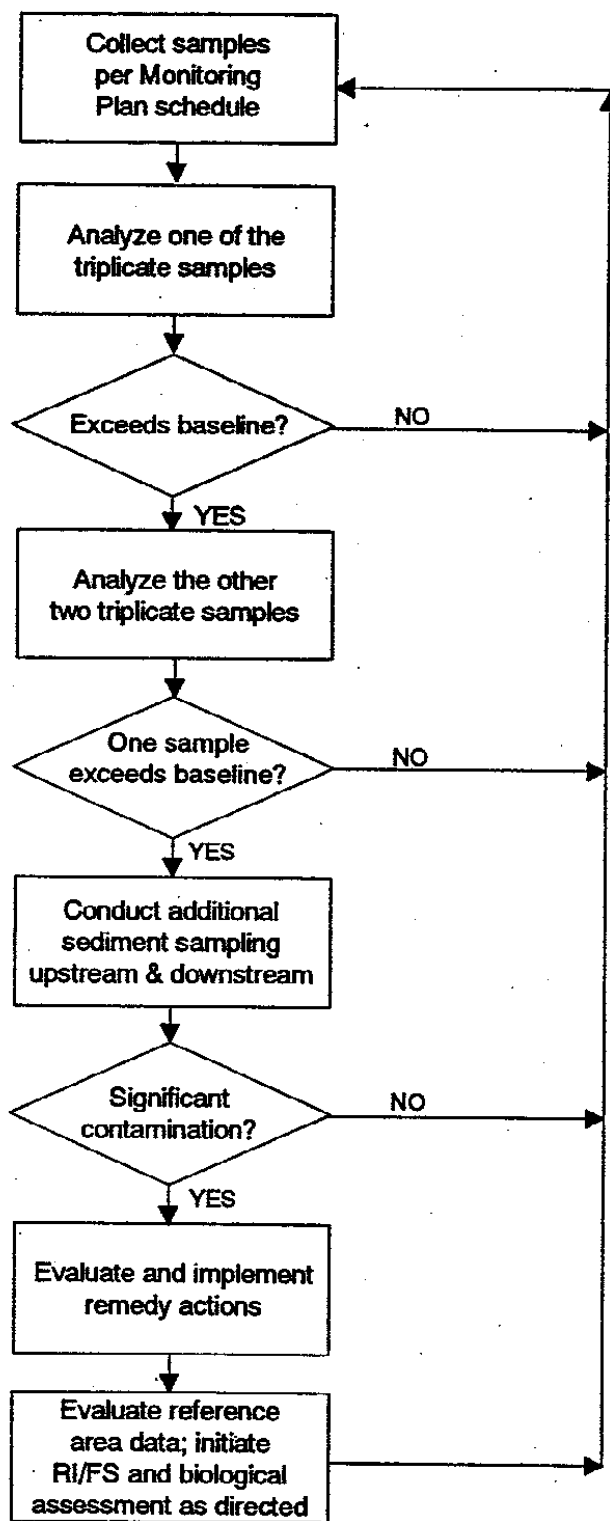 Collect samples
per Monitoring
Plan schedule
Analyze one of the
triplicate samples
Exceeds baseline?
NO
YES
Analyze the other
two triplicate samples
One sample
exceeds baseline?
NO
YES
Conduct additional
sediment sampling
upstream & downstream
Significant
contamination?
NO
YES
Evaluate and implement
remedy actions
Evaluate reference
area data; initiate
RI/FS and biological
assessment as directed